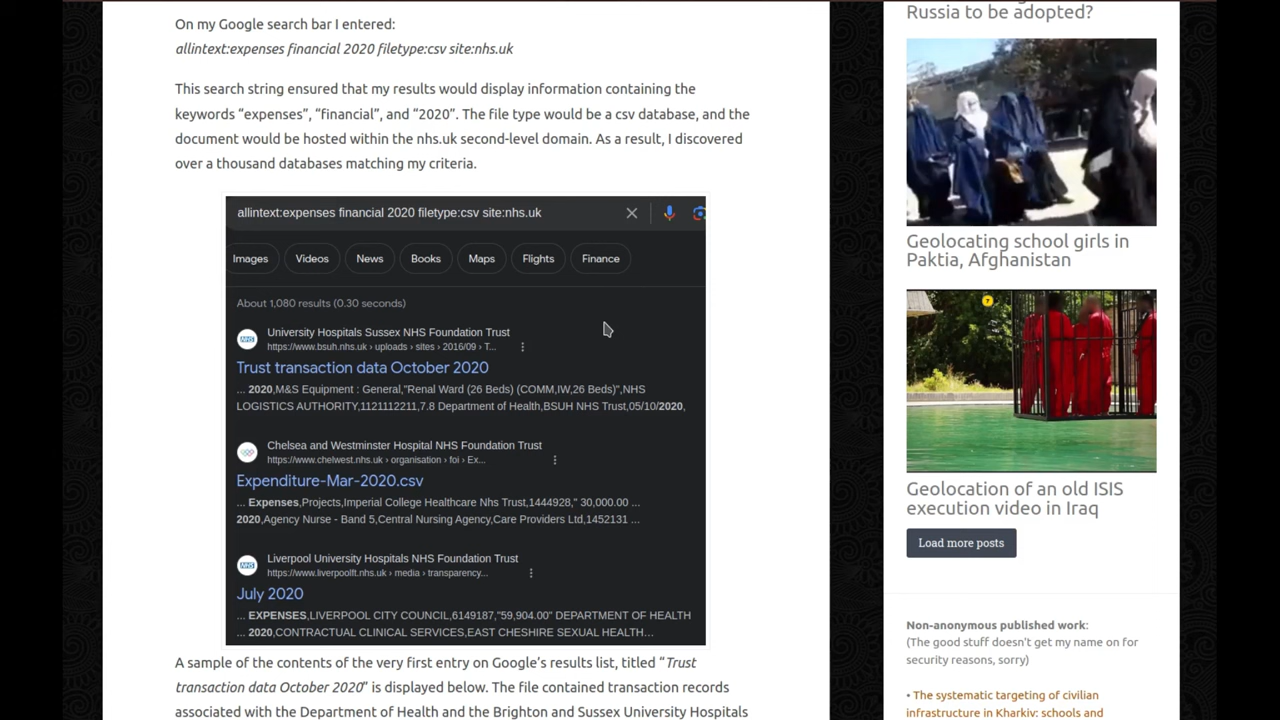 On my Google search bar I entered:
allintext:expenses financial 2020 filetype:csv site:nhs.uk
This search string ensured that my results would display information containing the
keywords “expenses”, “financial”, and “2020”. The file type would be a csv database, and the
document would be hosted within the nhs.uk second-level domain. As a result, I discovered
over a thousand databases matching my criteria.
allintext:expenses financial 2020 filetype:csv site:nhs.uk
Images Videos News Books Maps Flights Finance
About 1,080 results (0.30 seconds)
University Hospitals Sussex NHS Foundation Trust
https://www.bsuh.nhs.uk › uploads › sites › 2016/09 › T...
Trust transaction data October 2020
... 2020,M&S Equipment : General,"Renal Ward (26 Beds) (COMM,IW,26 Beds)",NHS
LOGISTICS AUTHORITY,1121112211,7.8 Department of Health,BSUH NHS Trust,05/10/2020,
Chelsea and Westminster Hospital NHS Foundation Trust
https://www.chelwest.nhs.uk › organisation › foi › Ex...
Expenditure-Mar-2020.csv
... Expenses,Projects,Imperial College Healthcare Nhs Trust,1444928," 30,000.00 ...
2020,Agency Nurse - Band 5,Central Nursing Agency,Care Providers Ltd,1452131 ...
NHS
Liverpool University Hospitals NHS Foundation Trust
https://www.liverpoolft.nhs.uk › media › transparency...
July 2020
... EXPENSES,LIVERPOOL CITY COUNCIL,6149187,"59,904.00" DEPARTMENT OF HEALTH
... 2020,CONTRACTUAL CLINICAL SERVICES,EAST CHESHIRE SEXUAL HEALTH...
A sample of the contents of the very first entry on Google’s results list, titled “Trust
transaction data October 2020” is displayed below. The file contained transaction records
associated with the Department of Health and the Brighton and Sussex University Hospitals
Russia to be adopted?
Geolocating school girls in
Paktia, Afghanistan
Geolocation of an old ISIS
execution video in Iraq
Load more posts
Non-anonymous published work:
(The good stuff doesn't get my name on for
security reasons, sorry)
• The systematic targeting of civilian
infrastructure in Kharkiv: schools and